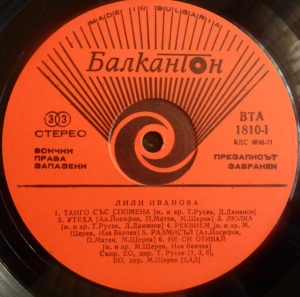 MADE IN BULGARIA
Балкантон
33
СТЕРЕО
ВТА
1810-1
БДС 4848-71
ВСИЧКИ
ПРАВА
ЗАПАЗЕНИ
ПРЕЗАПИСЪТ
ЗАБРАНЕН
ЛИЛИ ИВАНОВА
1. ТАНГО СЪС СПОМЕНА [м. и ар. Т.Русев, Д.Дамянов]
2. УТЕХА [Ал.Йосифов, П.Матев, М.Щерев] 3. ЛЮЛКА
[м. и ар. Т.Русев, Д.Дамянов] 4. РЕКВИЕМ [м. и ар. М.
Щерев, Иля Велчев] 5. РАЗМИСЪЛ [Ал.Йосифов,
П.Матев, М.Щерев] 6. НЕ СИ ОТИВАЙ
[м. и ар. М.Щерев, Иля Велчев]
Съпр. ЕО, дир. Т.Русев [1, 3, 6],
ЕО, дир. М.Щерев [2,4,5]